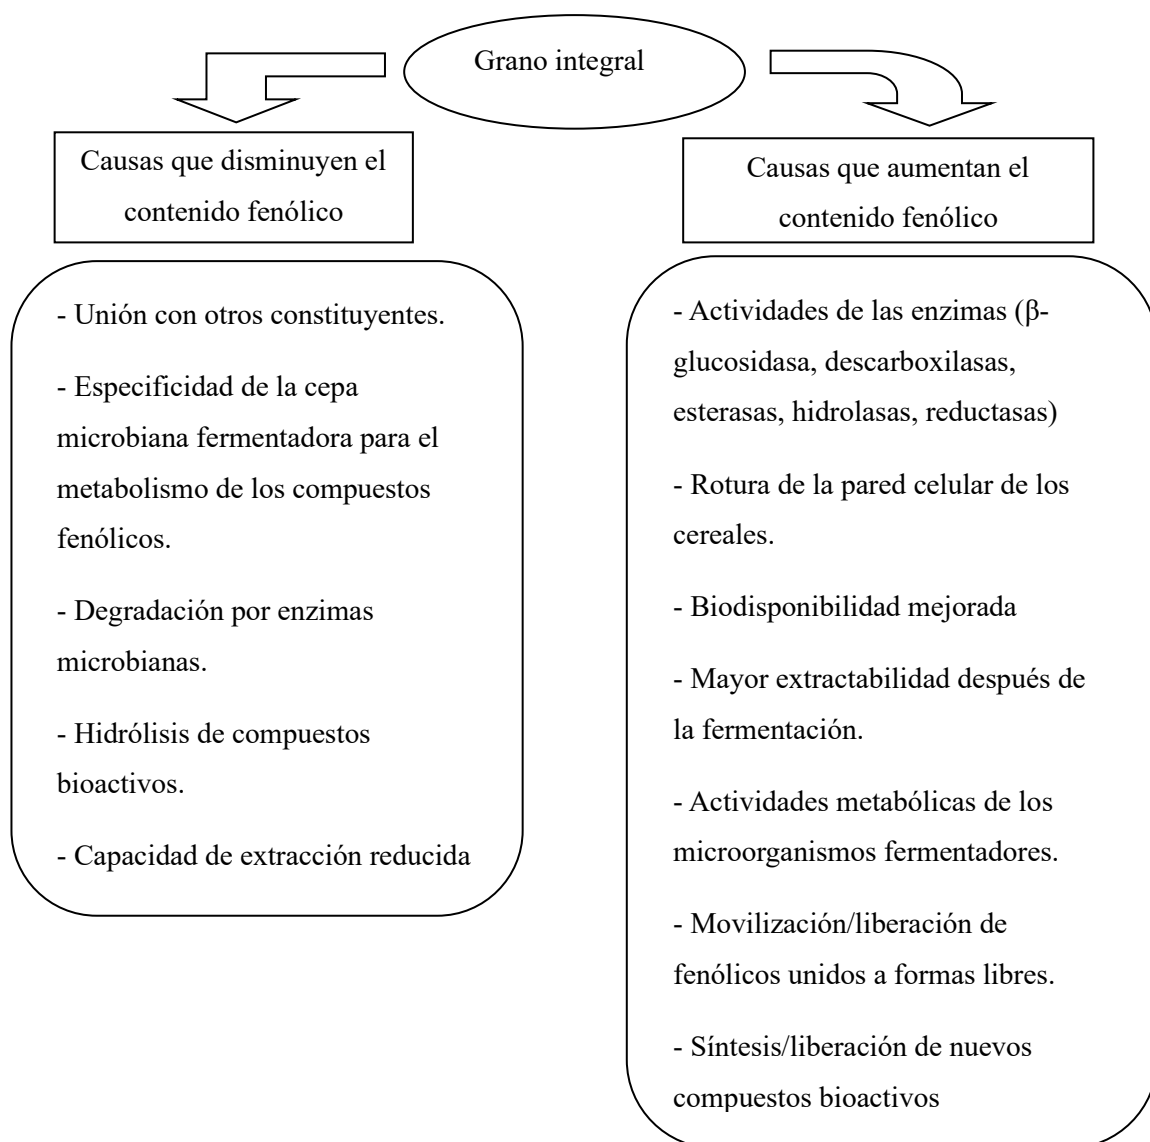 Grano integral
Causas que disminuyen el
contenido fenólico
- Unión con otros constituyentes.
- Especificidad de la cepa
microbiana fermentadora para el
metabolismo de los compuestos
fenólicos.
- Degradación por enzimas
microbianas.
- Hidrólisis de compuestos
bioactivos.
- Capacidad de extracción reducida
Causas que aumentan el
contenido fenólico
- Actividades de las enzimas (β-
glucosidasa, descarboxilasas,
esterasas, hidrolasas, reductasas)
- Rotura de la pared celular de los
cereales.
- Biodisponibilidad mejorada
- Mayor extractabilidad después de
la fermentación.
- Actividades metabólicas de los
microorganismos fermentadores.
- Movilización/liberación de
fenólicos unidos a formas libres.
- Síntesis/liberación de nuevos
compuestos bioactivos